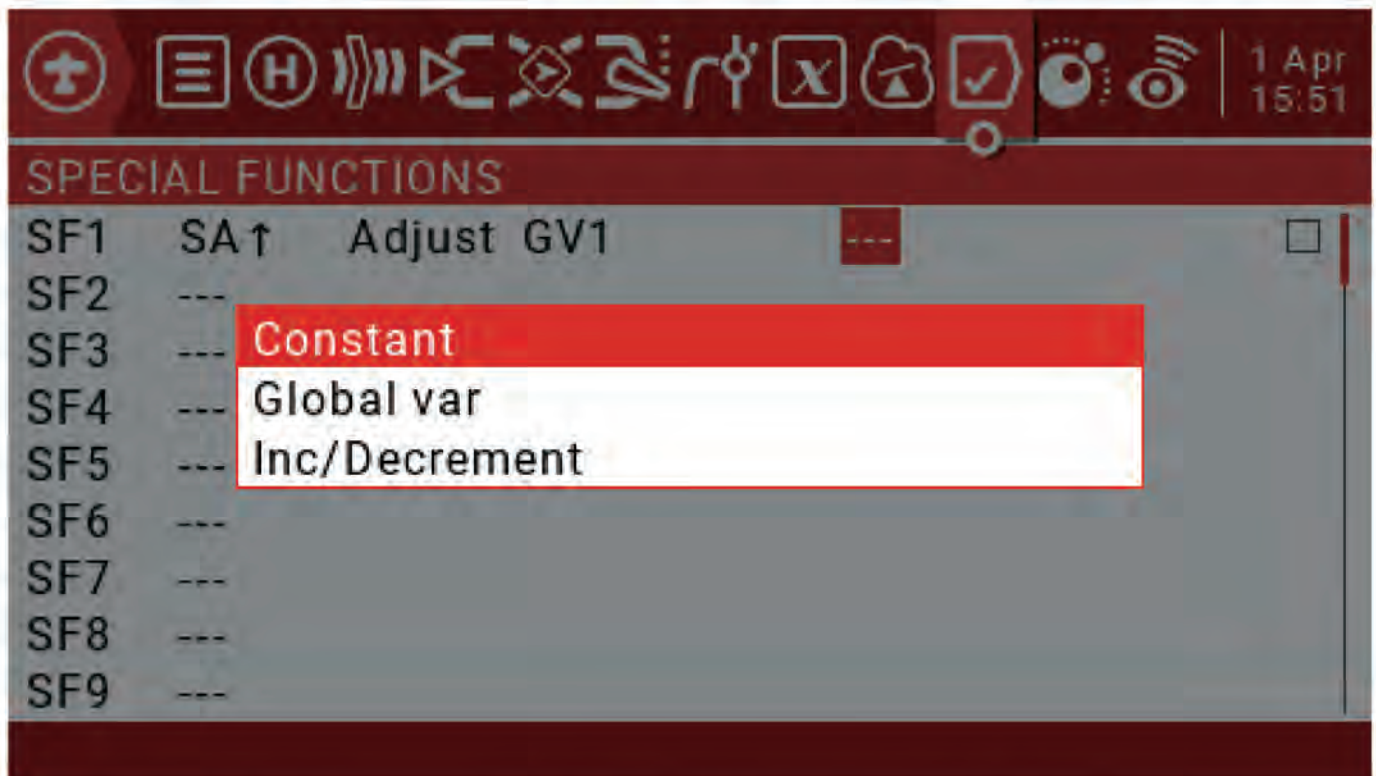 H x 1 Apr
15:51
SPECIAL FUNCTIONS
SF1 SA↑ Adjust GV1 ---
SF2 ---
SF3 --- Constant
SF4 --- Global var
SF5 --- Inc/Decrement
SF6 ---
SF7 ---
SF8 ---
SF9 ---